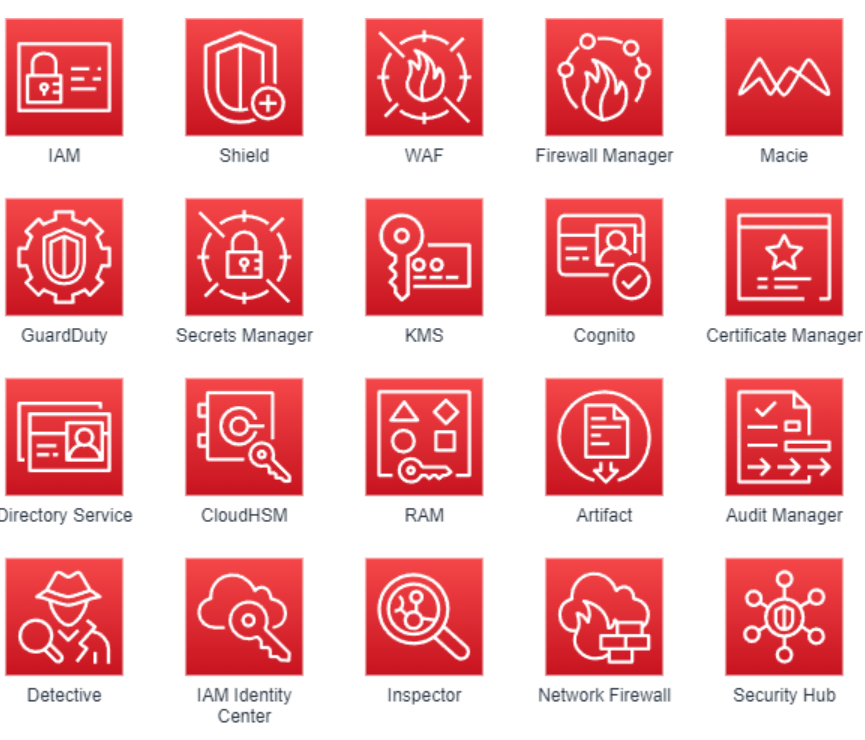 IAM
Shield
WAF
Firewall Manager
Macie
GuardDuty
Secrets Manager
KMS
Cognito
Certificate Manager
Directory Service
CloudHSM
RAM
Artifact
Audit Manager
Detective
IAM Identity
Center
Inspector
Network Firewall
Security Hub